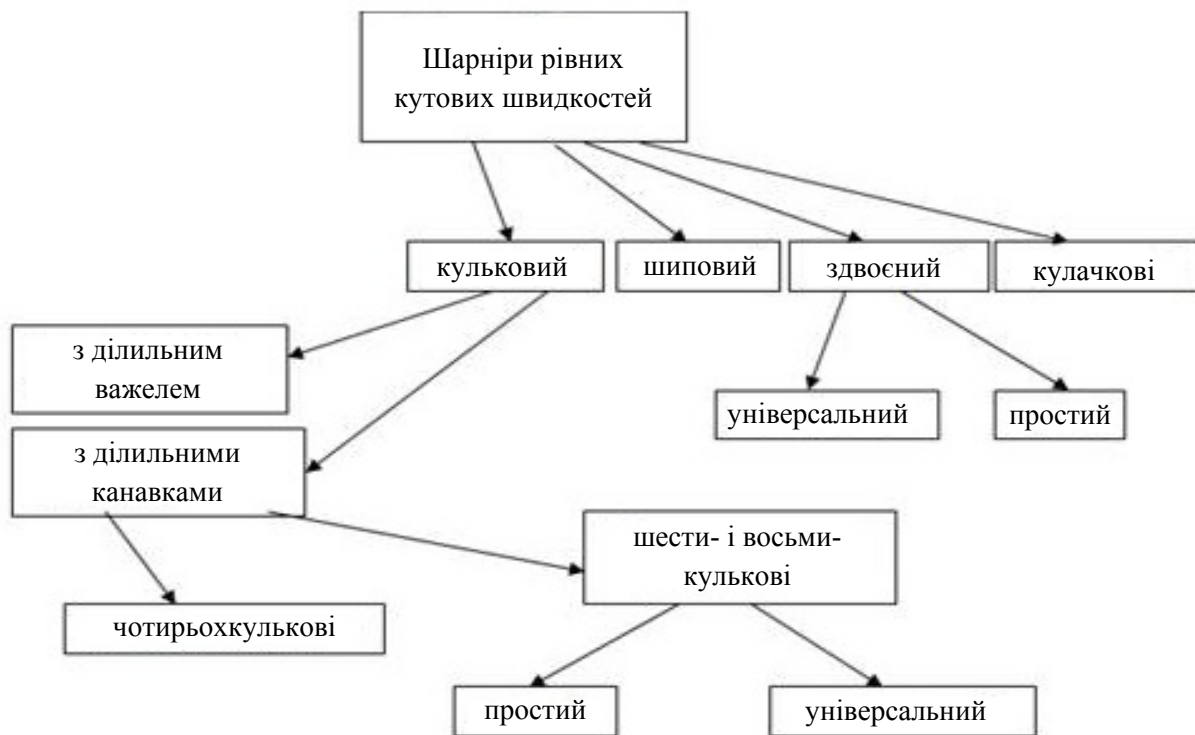 Шарніри рівних
кутових швидкостей
кульковий
шиповий
здвоєний
кулачкові
з ділильним
важелем
універсальний
простий
з ділильними
канавками
шести- і восьми-
кулькові
чотирьохкулькові
простий
універсальний